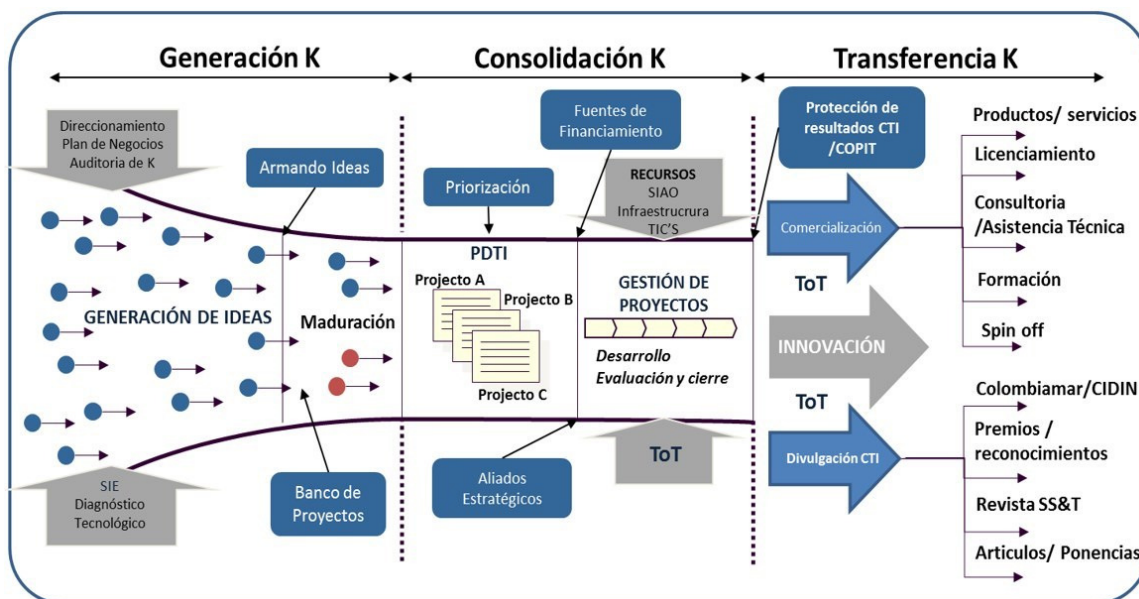 Generación K
Consolidación K
Transferencia K
Direccionamiento
Plan de Negocios
Auditoria de K
Armando Ideas
GENERACIÓN DE IDEAS
Maduración
SIE
Diagnóstico
Tecnológico
Banco de
Proyectos
Fuentes de
Financiamiento
Priorización
RECURSOS
SIAO
Infraestrucrura
TIC'S
PDTI
Projecto A
Projecto B
Projecto C
GESTIÓN DE
PROYECTOS
Desarrollo
Evaluación y cierre
Aliados
Estratégicos
ToT
Protección de
resultados CTI
/COPIT
Comercialización
ToT
INNOVACIÓN
ToT
Divulgación CTI
Productos/ servicios
Licenciamiento
Consultoria
/Asistencia Técnica
Formación
Spin off
Colombiamar/CIDIN
Premios /
reconocimientos
Revista SS&T
Articulos/ Ponencias